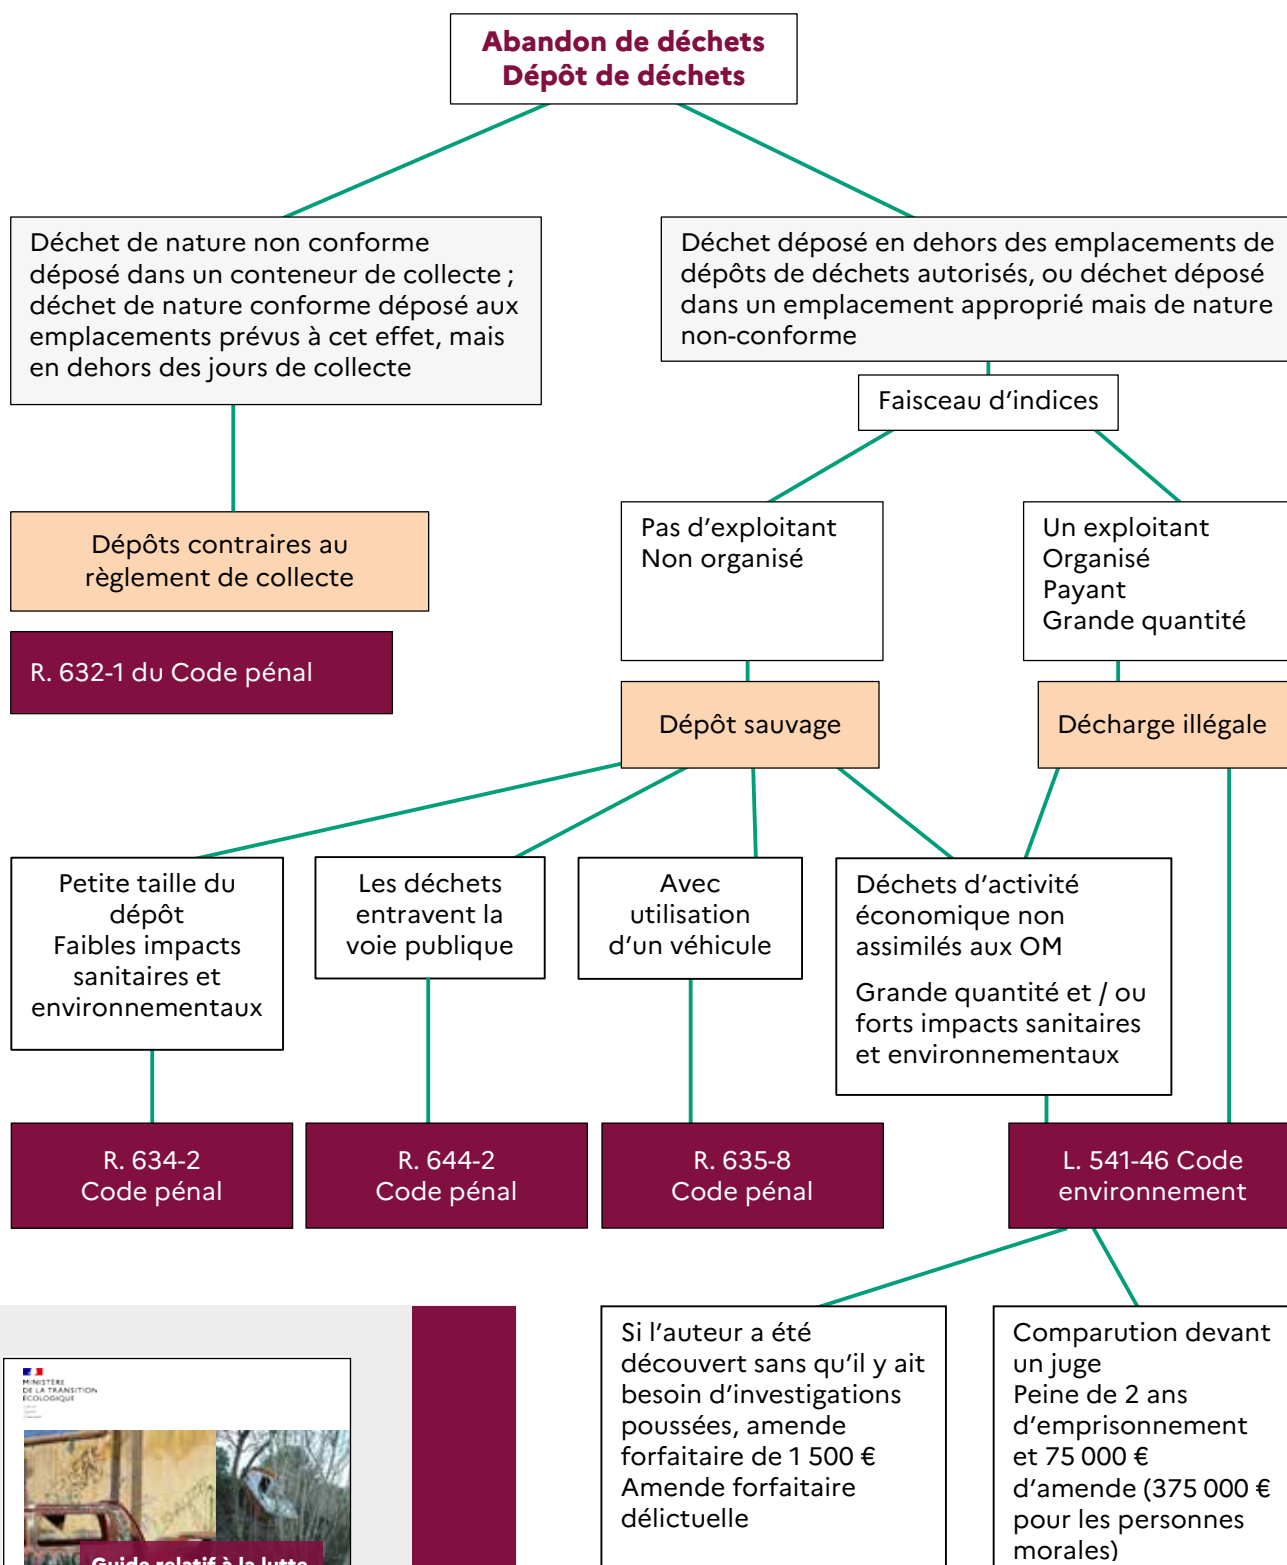 Abandon de déchets
Dépôt de déchets
Déchet de nature non conforme
déposé dans un conteneur de collecte ;
déchet de nature conforme déposé aux
emplacements prévus à cet effet, mais
en dehors des jours de collecte
Déchet déposé en dehors des emplacements de
dépôts de déchets autorisés, ou déchet déposé
dans un emplacement approprié mais de nature
non-conforme
Faisceau d’indices
Dépôts contraires au
règlement de collecte
R. 632-1 du Code pénal
Pas d’exploitant
Non organisé
Un exploitant
Organisé
Payant
Grande quantité
Dépôt sauvage
Décharge illégale
Petite taille du
dépôt
Faibles impacts
sanitaires et
environnementaux
Les déchets
entravent la
voie publique
Avec
utilisation
d’un véhicule
Déchets d’activité
économique non
assimilés aux OM
Grande quantité et / ou
forts impacts sanitaires
et environnementaux
R. 634-2
Code pénal
R. 644-2
Code pénal
R. 635-8
Code pénal
L. 541-46 Code
environnement
Si l’auteur a été
découvert sans qu’il y ait
besoin d’investigations
poussées, amende
forfaitaire de 1 500 €
Amende forfaitaire
délictuelle
Comparution devant
un juge
Peine de 2 ans
d’emprisonnement
et 75 000 €
d’amende (375 000 €
pour les personnes
morales)
MINISTÈRE
DE LA TRANSITION
ÉCOLOGIQUE
Guide relatif à la lutte